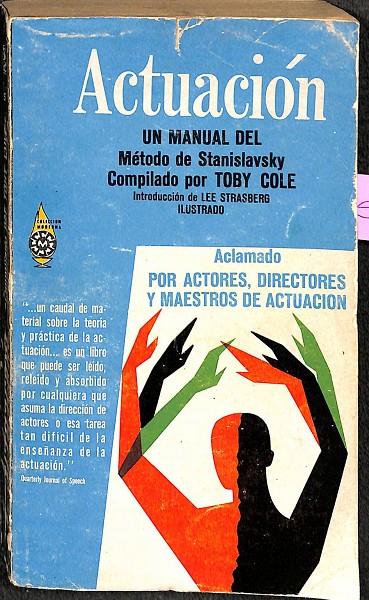 Actuación
UN MANUAL DEL
Método de Stanislavsky
Compilado por TOBY COLE
Introducción de LEE STRASBERG
ILUSTRADO
COLECCION
MODERNA
Aclamado
POR ACTORES, DIRECTORES
Y MAESTROS DE ACTUACION
"...un caudal de ma-
terial sobre la teoría
y práctica de la ac-
tuación... es un libro
que puede ser leído,
releído y absorbido
por cualquiera que
asuma la dirección de
actores o esa tarea
tan difícil de la
enseñanza de la
actuación."
Quarterly Journal of Speech